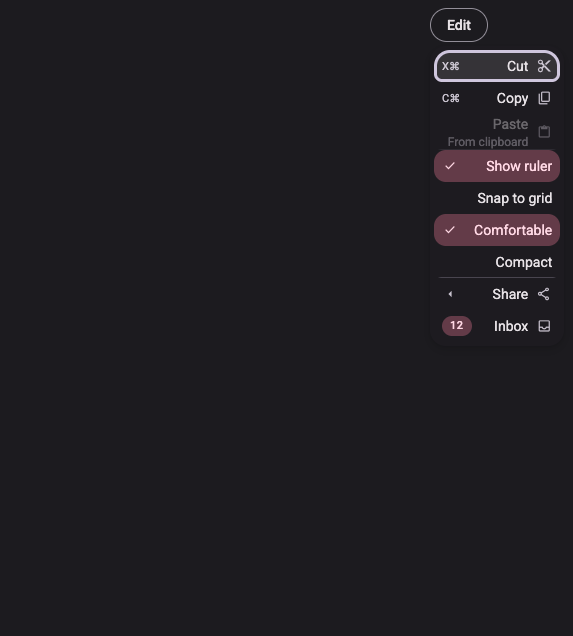 Edit
Cut X⌘
Copy C⌘
Paste
From clipboard
Show ruler
Snap to grid
Comfortable
Compact
Share
Inbox 12